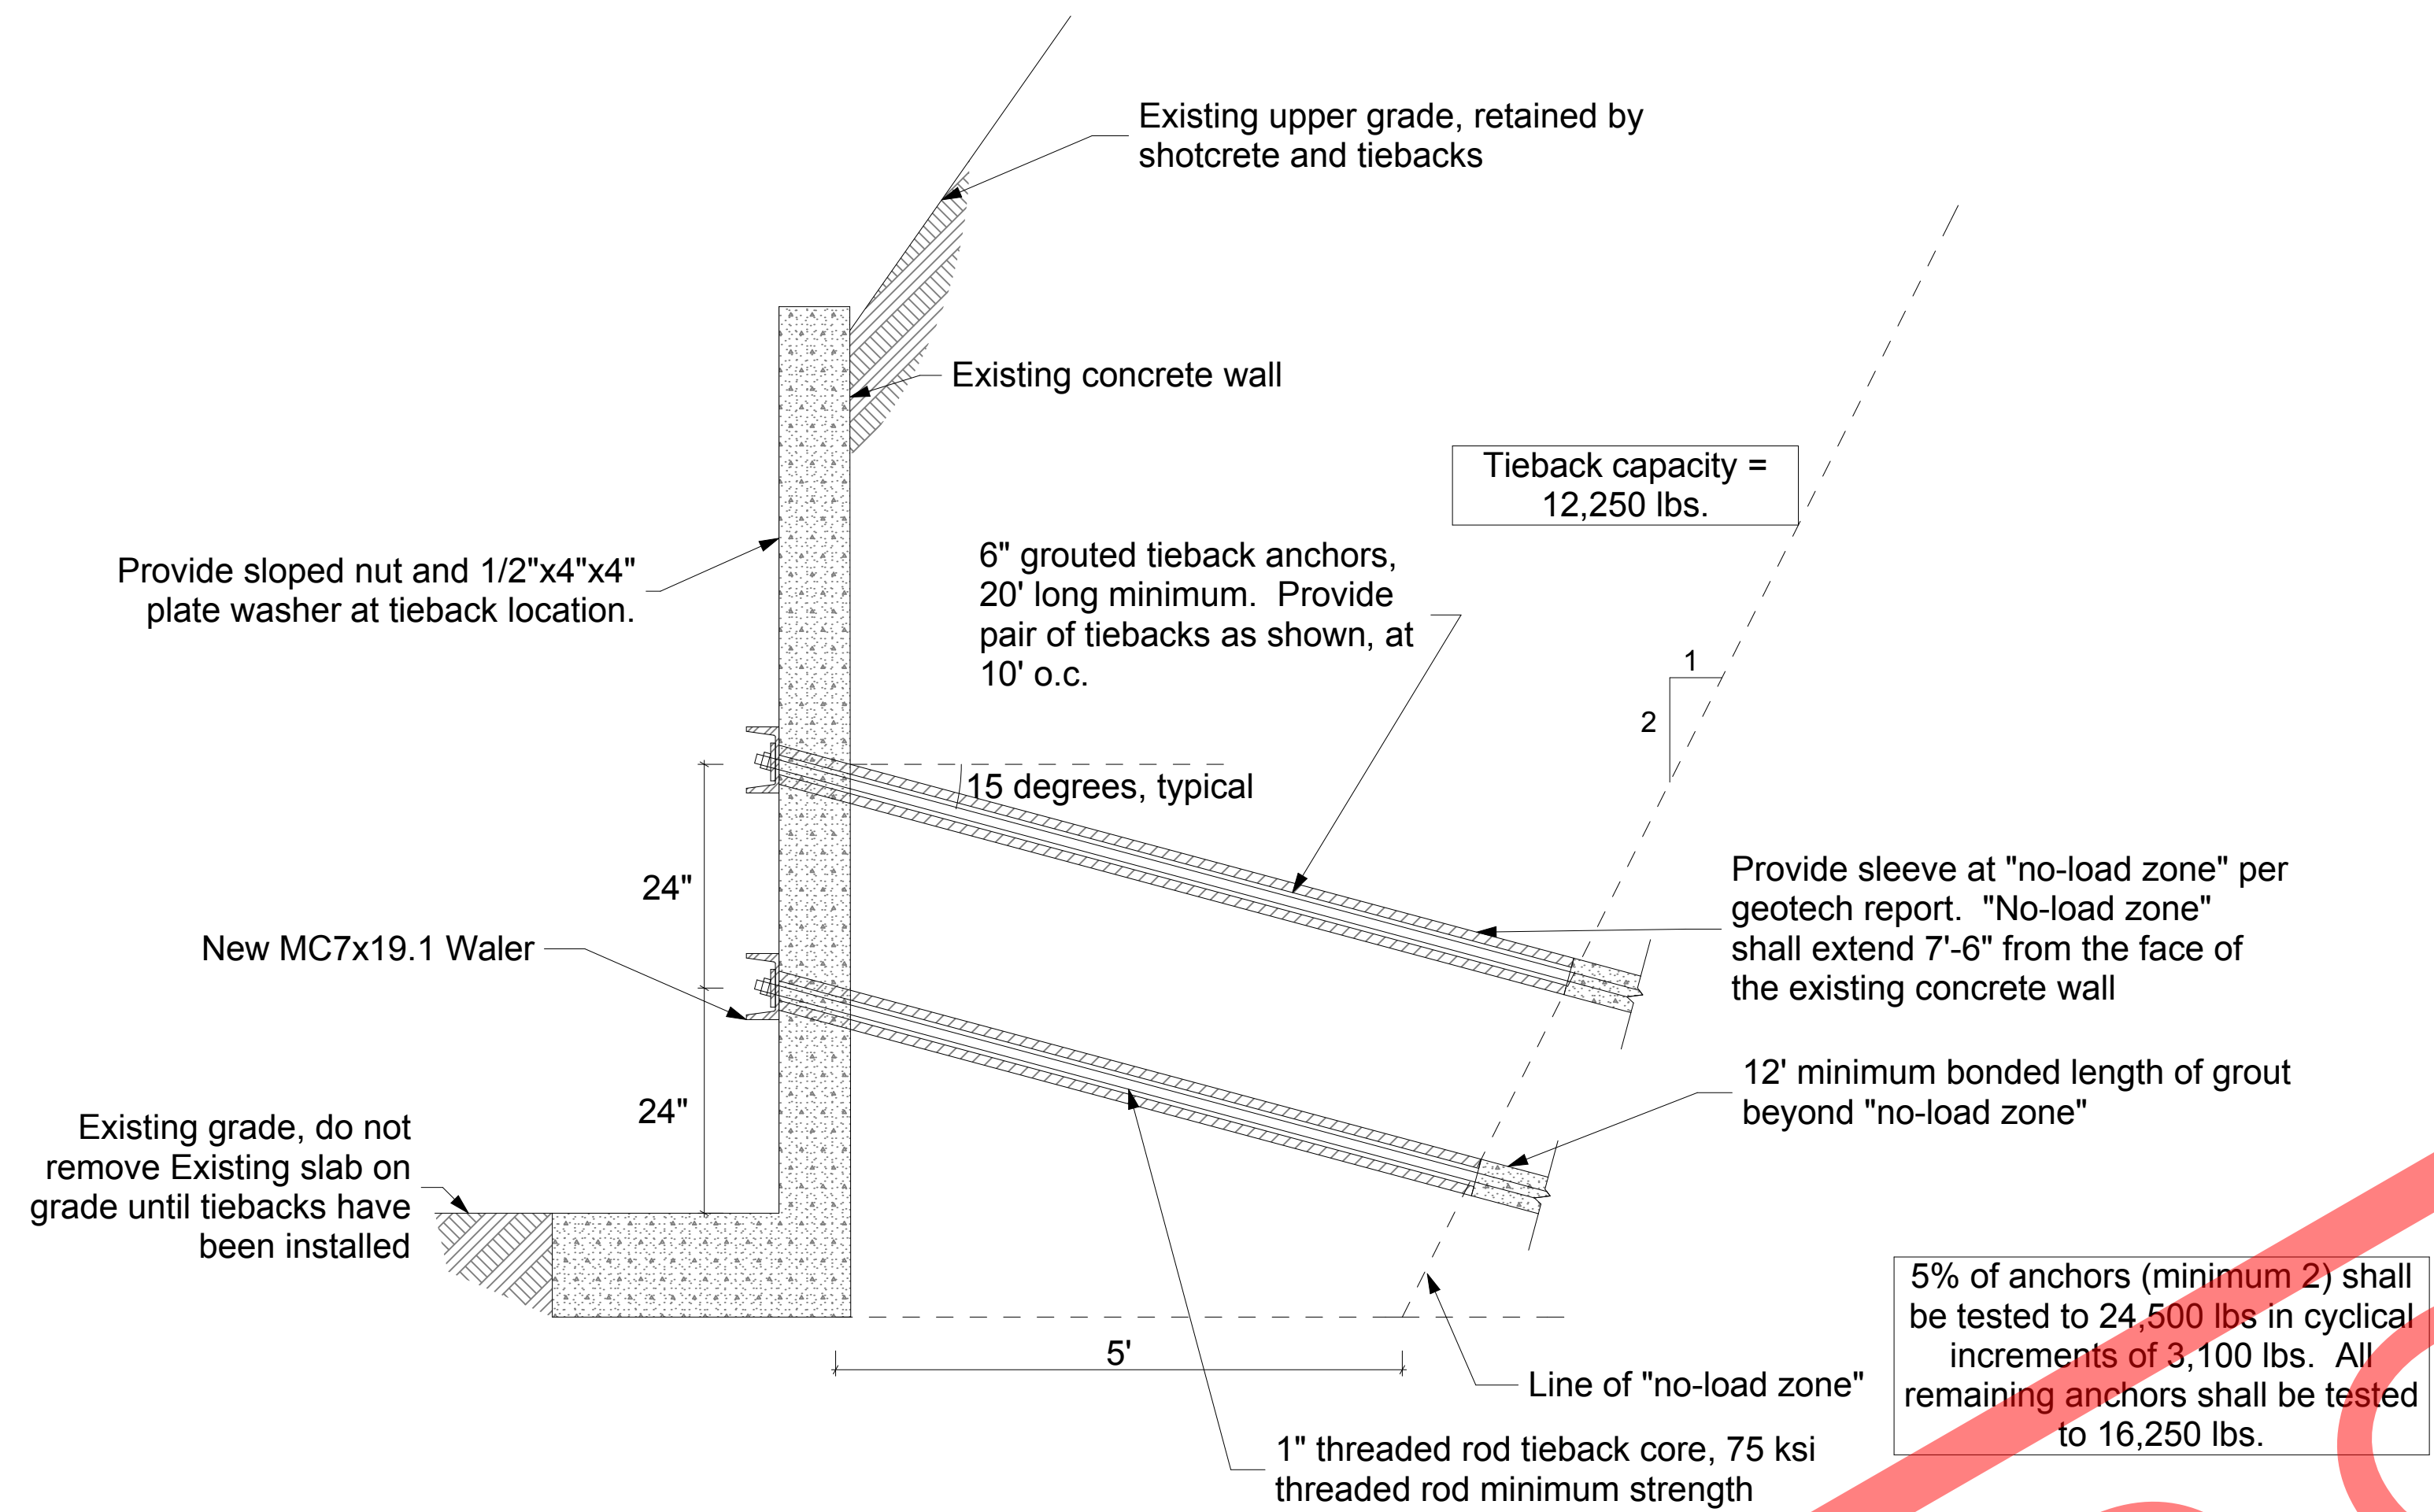 Existing upper grade, retained by
shotcrete and tiebacks
Existing concrete wall
Tieback capacity =
12,250 lbs.
Provide sloped nut and 1/2"x4"x4"
plate washer at tieback location.
6" grouted tieback anchors,
20' long minimum.  Provide
pair of tiebacks as shown, at
10' o.c.
1
2
15 degrees, typical
24"
New MC7x19.1 Waler
Provide sleeve at "no-load zone" per
geotech report.  "No-load zone"
shall extend 7'-6" from the face of
the existing concrete wall
24"
12' minimum bonded length of grout
beyond "no-load zone"
Existing grade, do not
remove Existing slab on
grade until tiebacks have
been installed
5'
Line of "no-load zone"
5% of anchors (minimum 2) shall
be tested to 24,500 lbs in cyclical
increments of 3,100 lbs.  All
remaining anchors shall be tested
to 16,250 lbs.
1" threaded rod tieback core, 75 ksi
threaded rod minimum strength